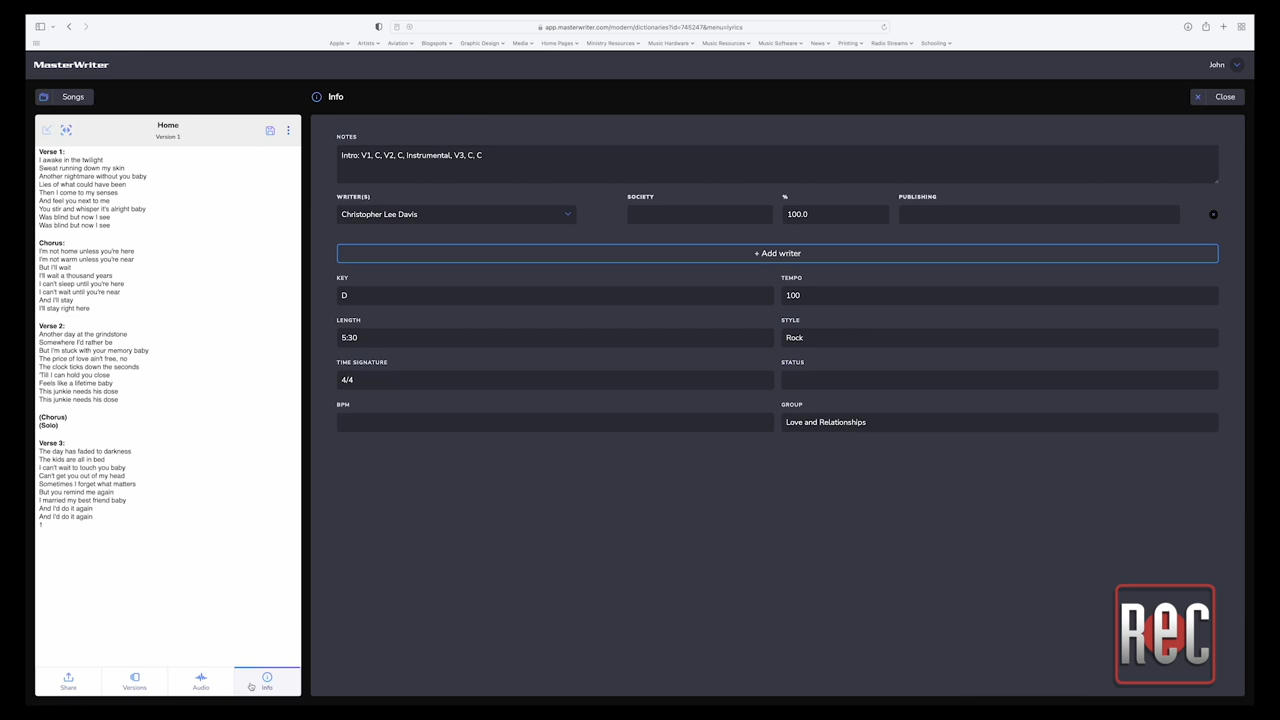 app.masterwriter.com/modern/dictionaries?id=745247&menu=lyrics
Apple Artists Aviation Blogspots Graphic Design Media Home Pages Ministry Resources Music Hardware Music Resources Music Software News Printing Radio Streams Schooling
MasterWriter
John
Songs
Info
Close
Home
Version 1
Verse 1:
I awake in the twilight
Sweat running down my skin
Another nightmare without you baby
Lies of what could have been
Then I come to my senses
And feel you next to me
You stir and whisper it's alright baby
Was blind but now I see
Was blind but now I see
Chorus:
I'm not home unless you're here
I'm not warm unless you're near
But I'll wait
I'll wait a thousand years
I can't sleep until you're here
I can't wait until you're near
And I'll stay
I'll stay right here
Verse 2:
Another day at the grindstone
Somewhere I'd rather be
But I'm stuck with your memory baby
The price of love ain't free, no
The clock ticks down the seconds
'Till I can hold you close
Feels like a lifetime baby
This junkie needs his dose
This junkie needs his dose
(Chorus)
(Solo)
Verse 3:
The day has faded to darkness
The kids are all in bed
I can't wait to touch you baby
Can't get you out of my head
Sometimes I forget what matters
But you remind me again
I married my best friend baby
And I'd do it again
And I'd do it again
Share
Versions
Audio
Info
NOTES
Intro: V1, C, V2, C, Instrumental, V3, C, C
WRITER(S) SOCIETY % PUBLISHING
Christopher Lee Davis 100.0
+ Add writer
KEY TEMPO
D 100
LENGTH STYLE
5:30 Rock
TIME SIGNATURE STATUS
4/4
BPM GROUP
Love and Relationships
ReC